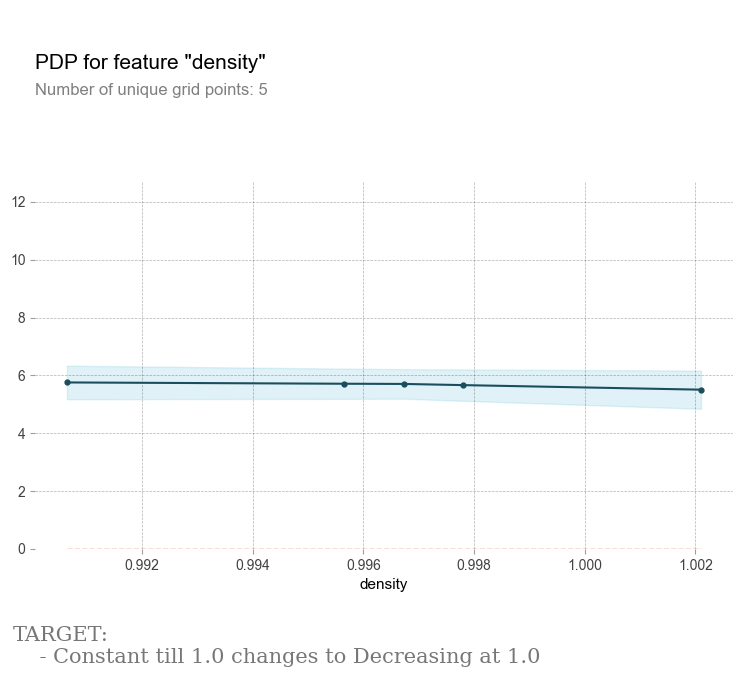 PDP for feature "density"
Number of unique grid points: 5
12
10
8
6
4
2
0
0.992 0.994 0.996 0.998 1.000 1.002
density
TARGET:
- Constant till 1.0 changes to Decreasing at 1.0